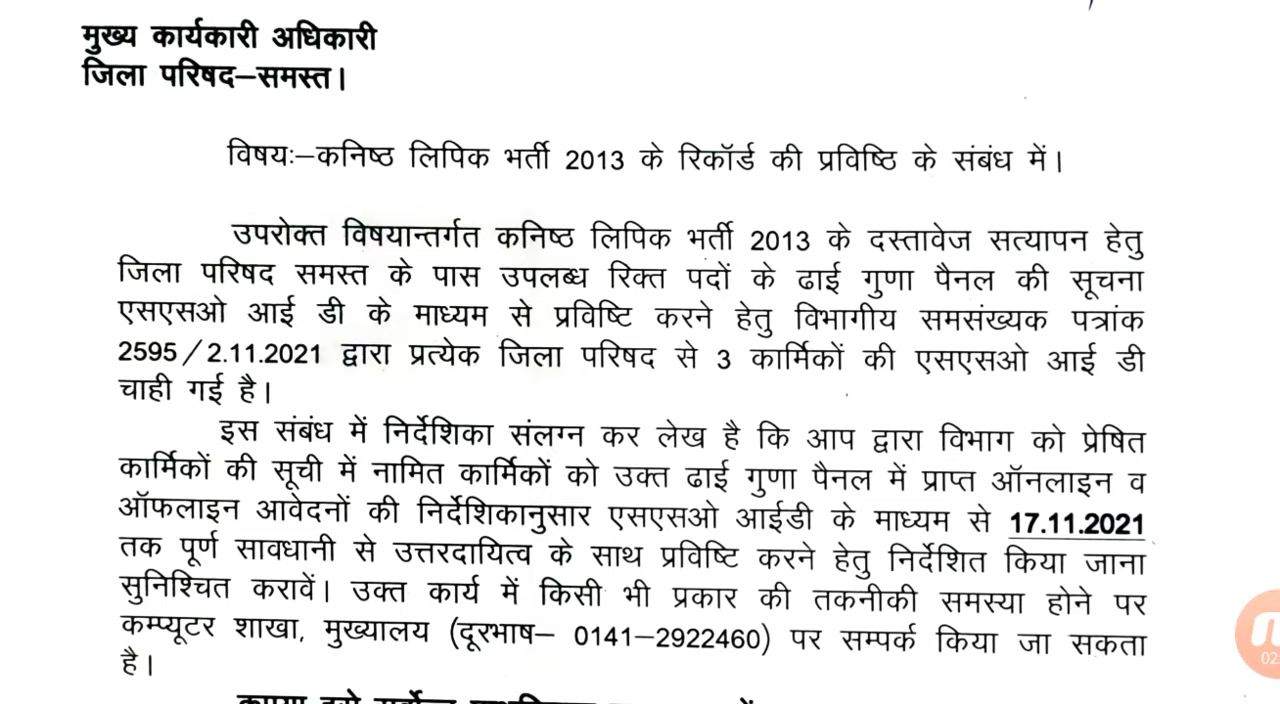 मुख्य कार्यकारी अधिकारी
जिला परिषद–समस्त।
विषयः–कनिष्ठ लिपिक भर्ती 2013 के रिकॉर्ड की प्रविष्ठि के संबंध में।
उपरोक्त विषयान्तर्गत कनिष्ठ लिपिक भर्ती 2013 के दस्तावेज सत्यापन हेतु
जिला परिषद समस्त के पास उपलब्ध रिक्त पदों के ढाई गुणा पैनल की सूचना
एसएसओ आई डी के माध्यम से प्रविष्टि करने हेतु विभागीय समसंख्यक पत्रांक
2595/2.11.2021 द्वारा प्रत्येक जिला परिषद से 3 कार्मिकों की एसएसओ आई डी
चाही गई है।
इस संबंध में निर्देशिका संलग्न कर लेख है कि आप द्वारा विभाग को प्रेषित
कार्मिकों की सूची में नामित कार्मिकों को उक्त ढाई गुणा पैनल में प्राप्त ऑनलाइन व
ऑफलाइन आवेदनों की निर्देशिकानुसार एसएसओ आईडी के माध्यम से 17.11.2021
तक पूर्ण सावधानी से उत्तरदायित्व के साथ प्रविष्टि करने हेतु निर्देशित किया जाना
सुनिश्चित करावें। उक्त कार्य में किसी भी प्रकार की तकनीकी समस्या होने पर
कम्प्यूटर शाखा, मुख्यालय (दूरभाष– 0141–2922460) पर सम्पर्क किया जा सकता
है।
02: